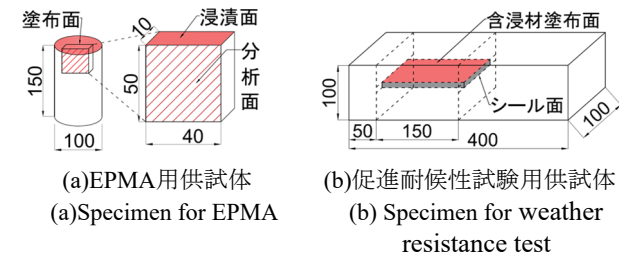 塗布面
浸漬面
10
150
50
分析面
100
40
含浸材塗布面
シール面
100
50
150
400
100
(a)EPMA用供試体
(a)Specimen for EPMA
(b)促進耐候性試験用供試体
(b) Specimen for weather
resistance test